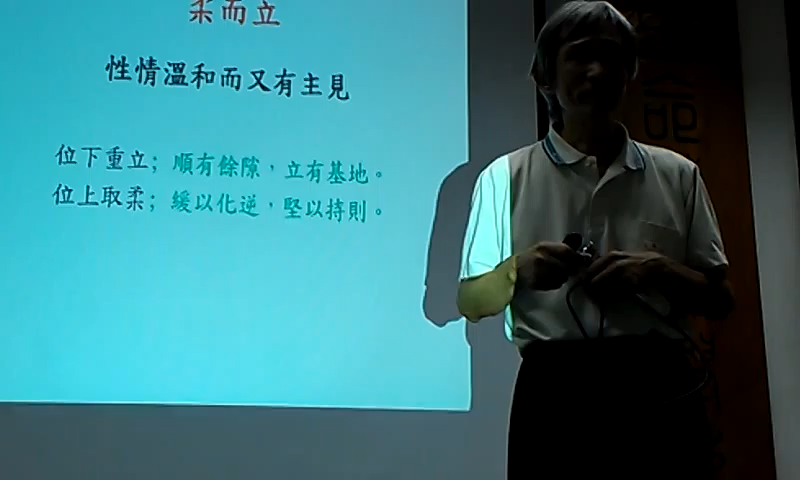 柔而立
性情溫和而又有主見
位下重立；順有餘隙，立有基地。
位上取柔；緩以化逆，堅以持則。